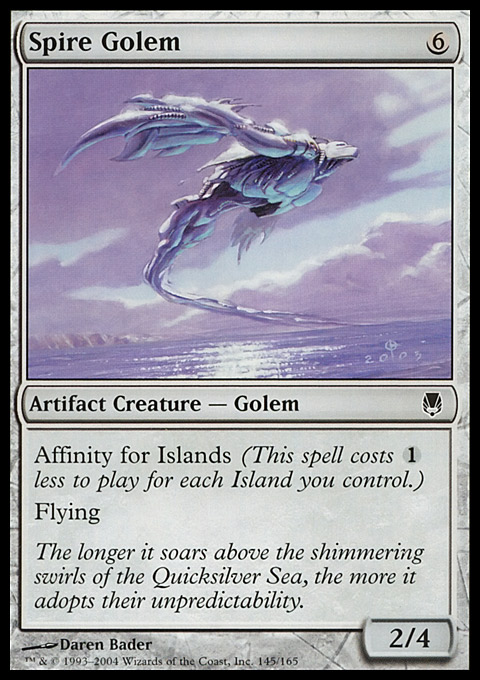 Spire Golem 6
2003
Artifact Creature — Golem
Affinity for Islands (This spell costs 1
less to play for each Island you control.)
Flying
The longer it soars above the shimmering
swirls of the Quicksilver Sea, the more it
adopts their unpredictability.
Daren Bader
2/4
™ & © 1993–2004 Wizards of the Coast, Inc. 145/165